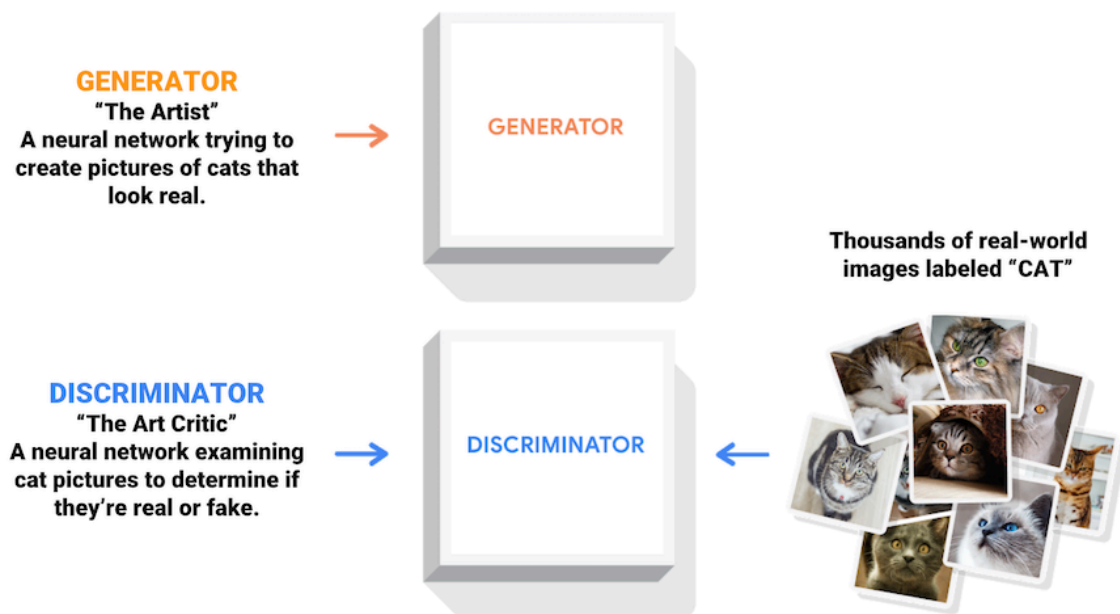 GENERATOR
“The Artist”
A neural network trying to
create pictures of cats that
look real.
GENERATOR
Thousands of real-world
images labeled “CAT”
DISCRIMINATOR
“The Art Critic”
A neural network examining
cat pictures to determine if
they’re real or fake.
DISCRIMINATOR